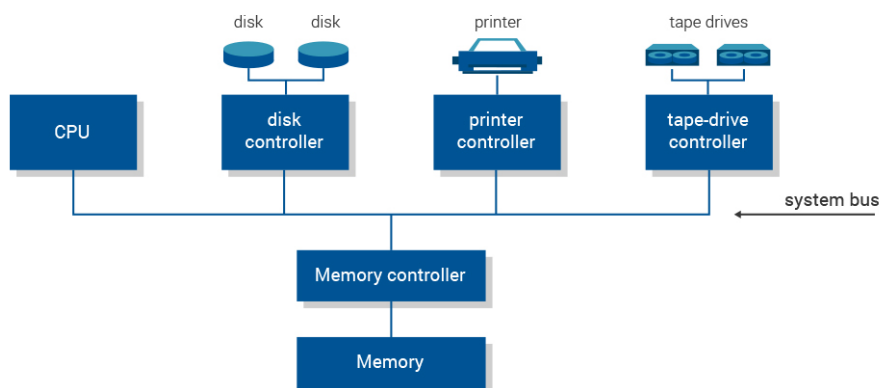 disk
disk
printer
tape drives
CPU
disk
controller
printer
controller
tape-drive
controller
system bus
Memory controller
Memory